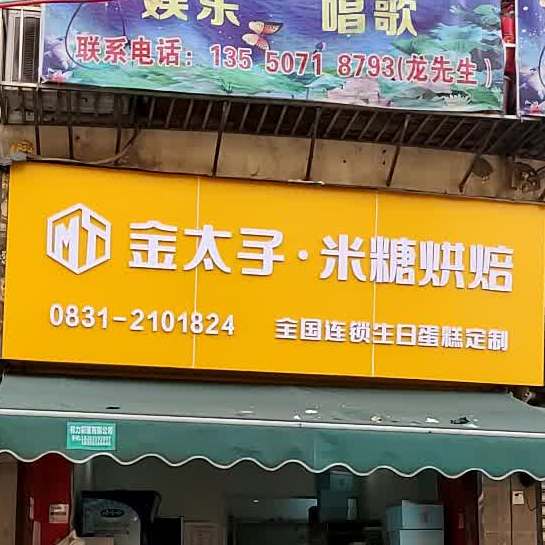 娱乐 唱歌
联系电话：135 5071 8793(龙先生)
MT
金太子·米糖烘焙
0831-2101824 全国连锁生日蛋糕定制